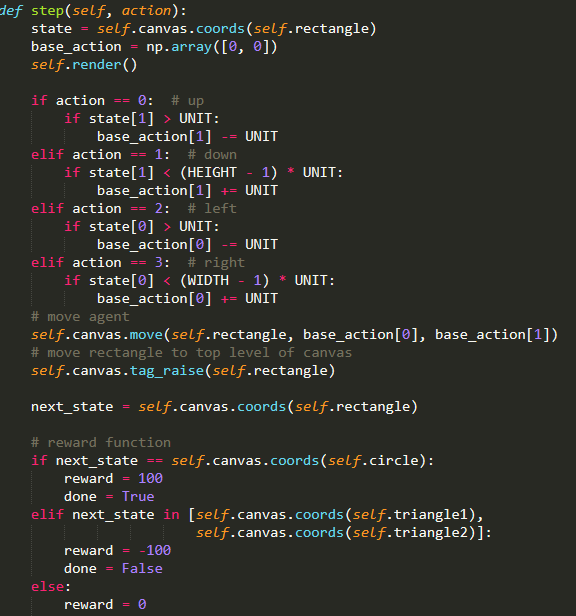 def step(self, action):
    state = self.canvas.coords(self.rectangle)
    base_action = np.array([0, 0])
    self.render()

    if action == 0:  # up
        if state[1] > UNIT:
            base_action[1] -= UNIT
    elif action == 1:  # down
        if state[1] < (HEIGHT - 1) * UNIT:
            base_action[1] += UNIT
    elif action == 2:  # left
        if state[0] > UNIT:
            base_action[0] -= UNIT
    elif action == 3:  # right
        if state[0] < (WIDTH - 1) * UNIT:
            base_action[0] += UNIT
    # move agent
    self.canvas.move(self.rectangle, base_action[0], base_action[1])
    # move rectangle to top level of canvas
    self.canvas.tag_raise(self.rectangle)

    next_state = self.canvas.coords(self.rectangle)

    # reward function
    if next_state == self.canvas.coords(self.circle):
        reward = 100
        done = True
    elif next_state in [self.canvas.coords(self.triangle1),
                        self.canvas.coords(self.triangle2)]:
        reward = -100
        done = False
    else:
        reward = 0